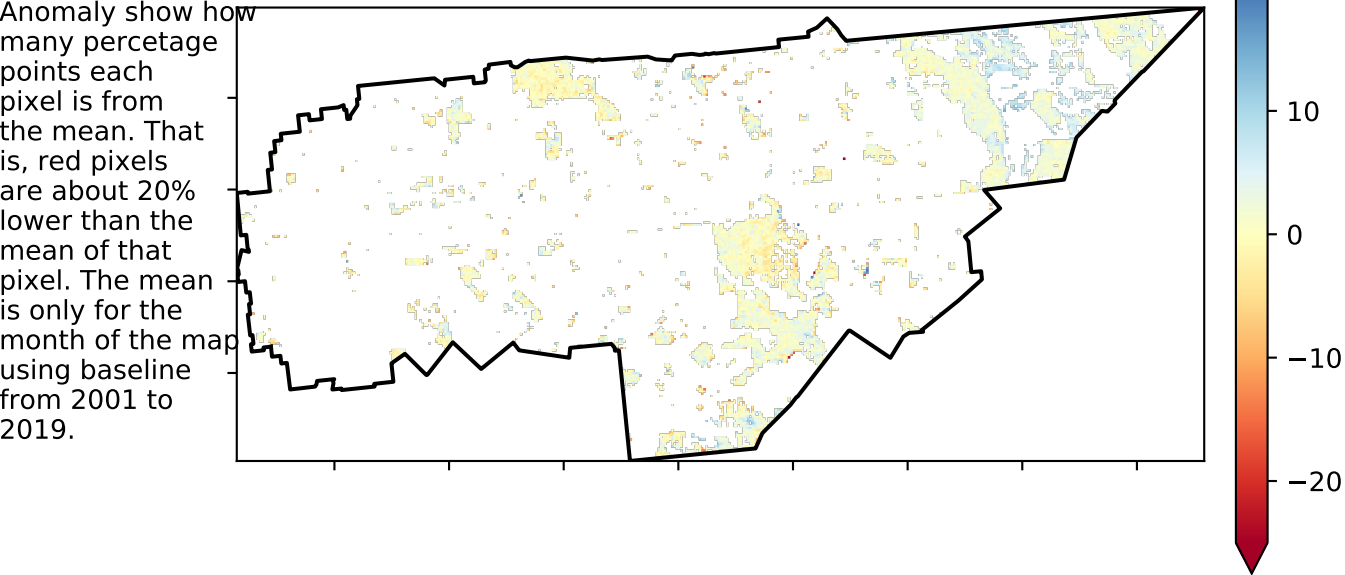 Anomaly show how
many percetage
points each
pixel is from
the mean. That
is, red pixels
are about 20%
lower than the
mean of that
pixel. The mean
is only for the
month of the map
using baseline
from 2001 to
2019.
10
0
−10
−20